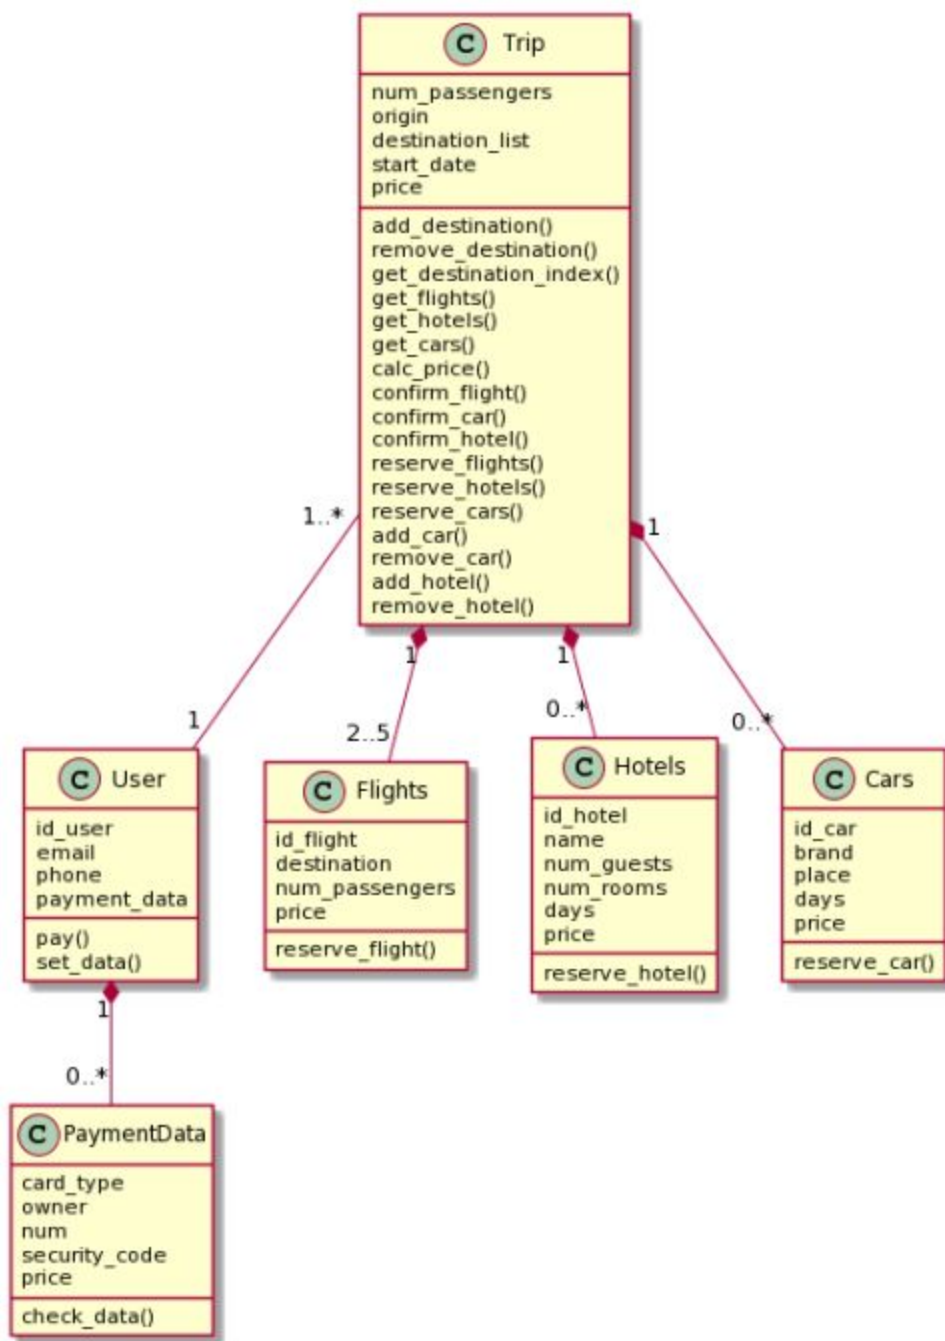 C Trip
num_passengers
origin
destination_list
start_date
price
add_destination()
remove_destination()
get_destination_index()
get_flights()
get_hotels()
get_cars()
calc_price()
confirm_flight()
confirm_car()
confirm_hotel()
reserve_flights()
reserve_hotels()
reserve_cars()
add_car()
remove_car()
add_hotel()
remove_hotel()
1..*
1
1
1
1
2..5
0..*
0..*
C User
id_user
email
phone
payment_data
pay()
set_data()
C Flights
id_flight
destination
num_passengers
price
reserve_flight()
C Hotels
id_hotel
name
num_guests
num_rooms
days
price
reserve_hotel()
C Cars
id_car
brand
place
days
price
reserve_car()
1
0..*
C PaymentData
card_type
owner
num
security_code
price
check_data()